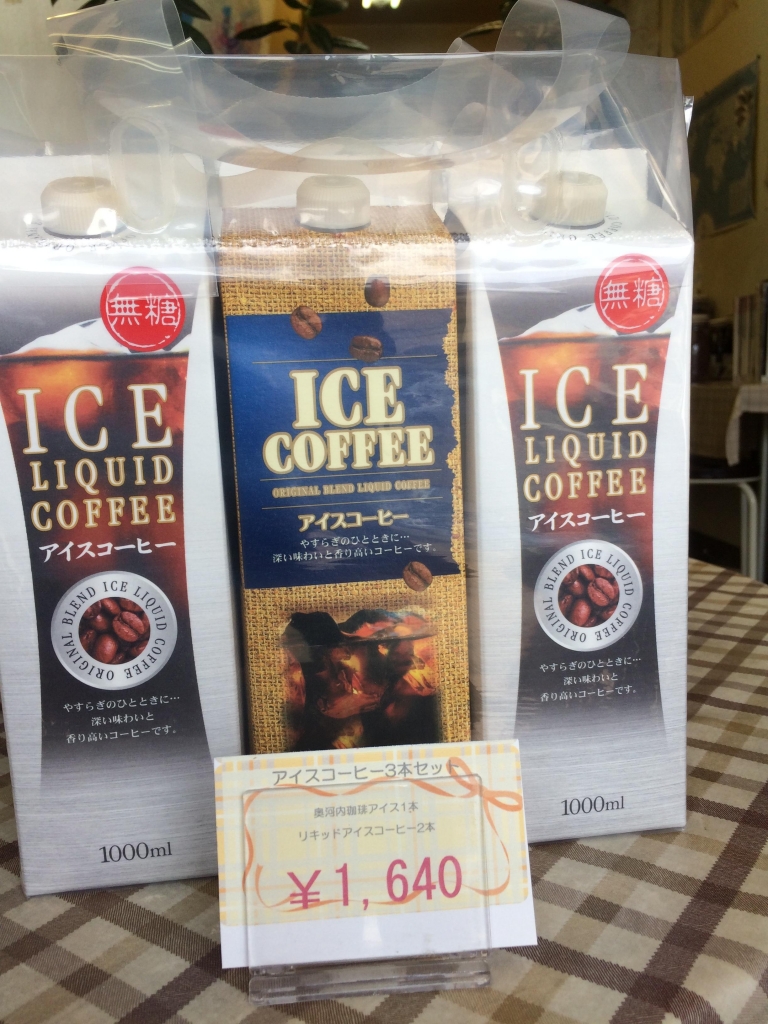 無糖
ICE
LIQUID
COFFEE
アイスコーヒー
ORIGINAL BLEND ICE LIQUID COFFEE
やすらぎのひとときに…
深い味わいと
香り高いコーヒーです。
1000ml
ICE
COFFEE
ORIGINAL BLEND LIQUID COFFEE
アイスコーヒー
やすらぎのひとときに…
深い味わいと香り高いコーヒーです。
無糖
ICE
LIQUID
COFFEE
アイスコーヒー
ORIGINAL BLEND ICE LIQUID COFFEE
やすらぎのひとときに…
深い味わいと
香り高いコーヒーです。
1000ml
アイスコーヒー3本セット
奥河内珈琲アイス1本
リキッドアイスコーヒー2本
¥1,640